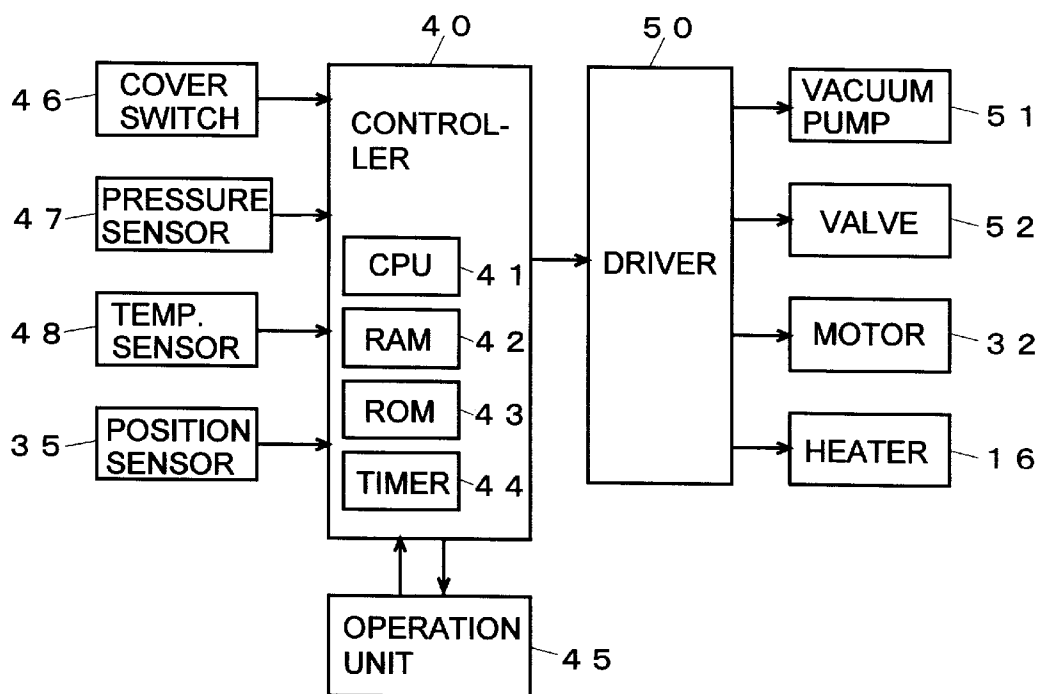 40
50
46
COVER
SWITCH
47
PRESSURE
SENSOR
48
TEMP.
SENSOR
35
POSITION
SENSOR
CONTROL-
LER
CPU
41
RAM
42
ROM
43
TIMER
44
DRIVER
VACUUM
PUMP
51
VALVE
52
MOTOR
32
HEATER
16
OPERATION
UNIT
45